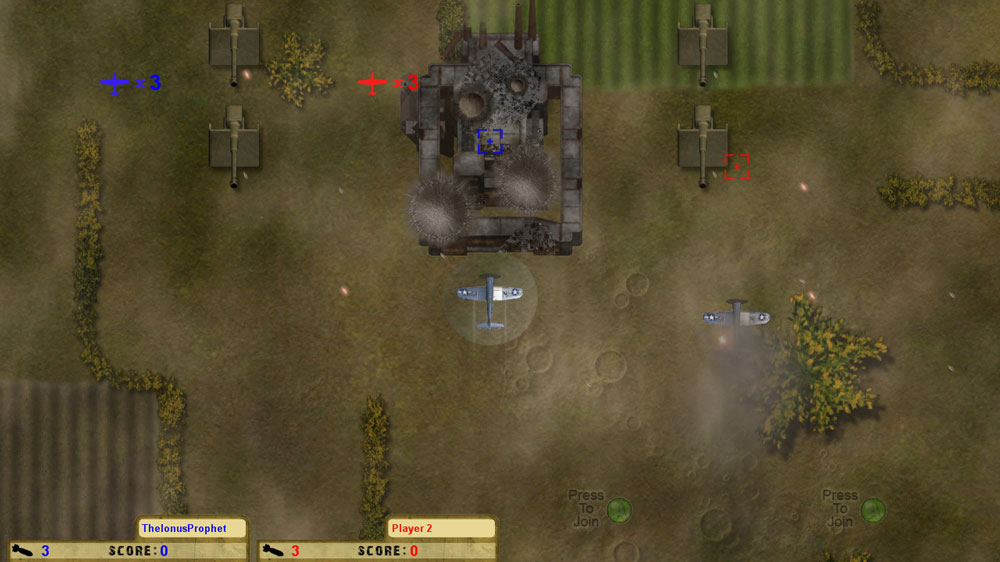 × 3
× 3
Press
To
Join
Press
To
Join
ThelonusProphet
Player 2
3 SCORE: 0
3 SCORE: 0